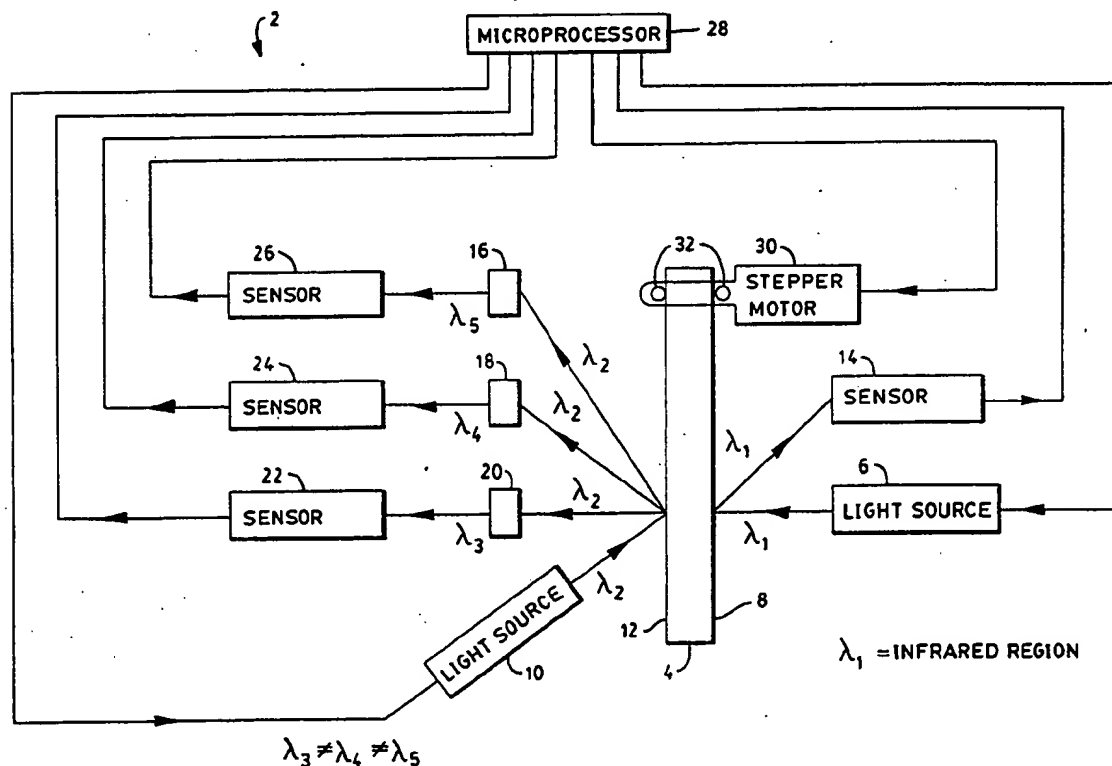 2
MICROPROCESSOR
28
26
SENSOR
16
λ5
λ2
32
30
STEPPER
MOTOR
24
SENSOR
18
λ4
λ2
14
SENSOR
λ1
22
SENSOR
20
λ3
λ2
6
LIGHT SOURCE
λ1
λ2
LIGHT SOURCE
10
12
8
4
λ1 =INFRARED REGION
λ3≠λ4≠λ5